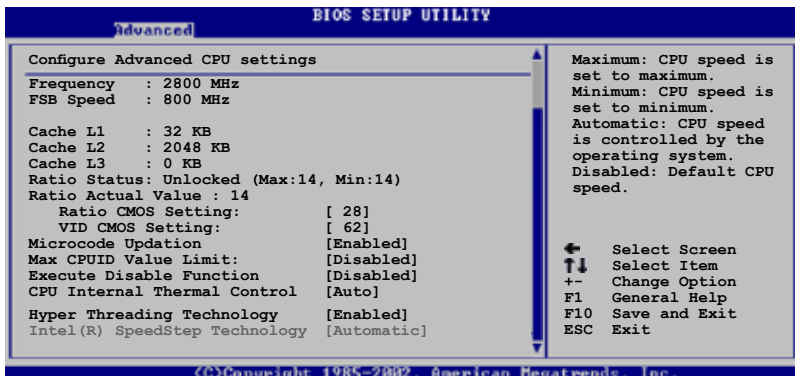 BIOS SETUP UTILITY
Advanced
Configure Advanced CPU settings
Frequency : 2800 MHz
FSB Speed : 800 MHz
Cache L1 : 32 KB
Cache L2 : 2048 KB
Cache L3 : 0 KB
Ratio Status: Unlocked (Max:14, Min:14)
Ratio Actual Value : 14
Ratio CMOS Setting: [ 28]
VID CMOS Setting: [ 62]
Microcode Updation [Enabled]
Max CPUID Value Limit: [Disabled]
Execute Disable Function [Disabled]
CPU Internal Thermal Control [Auto]
Hyper Threading Technology [Enabled]
Intel(R) SpeedStep Technology [Automatic]
Maximum: CPU speed is
set to maximum.
Minimum: CPU speed is
set to minimum.
Automatic: CPU speed
is controlled by the
operating system.
Disabled: Default CPU
speed.
← Select Screen
↑↓ Select Item
+- Change Option
F1 General Help
F10 Save and Exit
ESC Exit
(C)Copyright 1985-2002, American Megatrends, Inc.